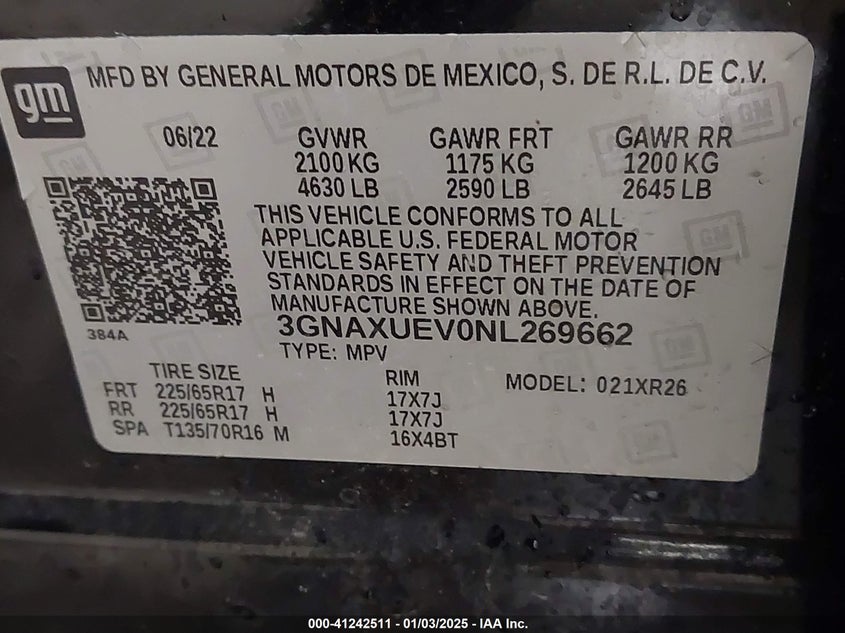 gm
MFD BY GENERAL MOTORS DE MEXICO, S. DE R.L. DE C.V.
06/22 GVWR GAWR FRT GAWR RR
2100 KG 1175 KG 1200 KG
4630 LB 2590 LB 2645 LB
THIS VEHICLE CONFORMS TO ALL
APPLICABLE U.S. FEDERAL MOTOR
VEHICLE SAFETY AND THEFT PREVENTION
STANDARDS IN EFFECT ON THE DATE OF
MANUFACTURE SHOWN ABOVE.
384A
3GNAXUEV0NL269662
TYPE: MPV
TIRE SIZE RIM MODEL: 021XR26
FRT 225/65R17 H 17X7J
RR 225/65R17 H 17X7J
SPA T135/70R16 M 16X4BT
000-41242511 - 01/03/2025 - IAA Inc.